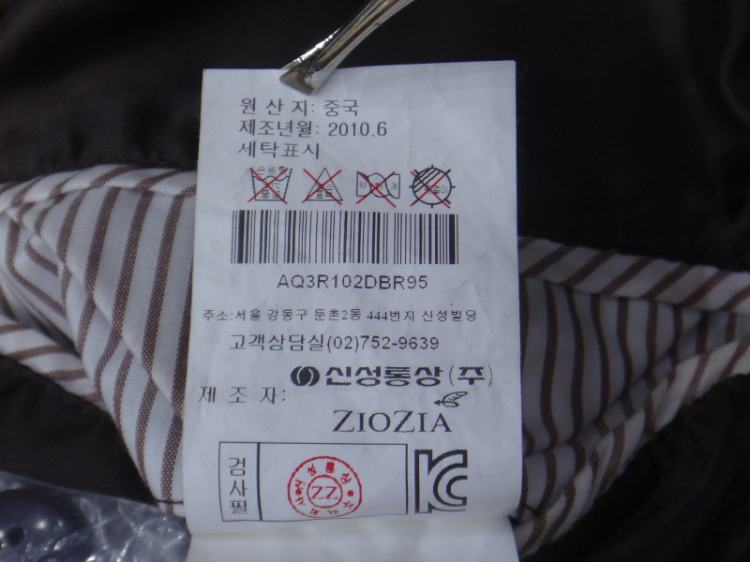 원 산 지: 중국
제조년월: 2010.6
세탁표시
AQ3R102DBR95
주소:서울 강동구 둔촌2동 444번지 신성빌딩
고객상담실(02)752-9639
신성통상(주)
제 조 자:
ZIOZIA
검사필
ZZ